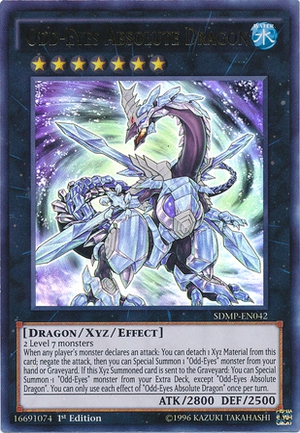 ODD-EYES ABSOLUTE DRAGON
WATER
水
SDMP-EN042
[DRAGON/XYZ/EFFECT]
2 Level 7 monsters
When any player's monster declares an attack: You can detach 1 Xyz Material from this
card; negate the attack, then you can Special Summon 1 "Odd-Eyes" monster from your
hand or Graveyard. If this Xyz Summoned card is sent to the Graveyard: You can Special
Summon 1 "Odd-Eyes" monster from your Extra Deck, except "Odd-Eyes Absolute
Dragon". You can only use each effect of "Odd-Eyes Absolute Dragon" once per turn.
ATK/2800 DEF/2500
16691074 1st Edition ©1996 KAZUKI TAKAHASHI